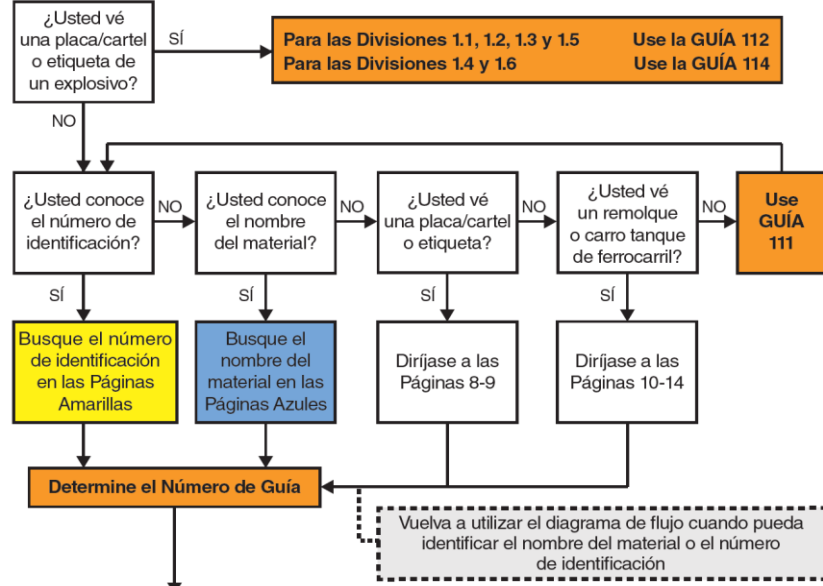 ¿Usted vé
una placa/cartel
o etiqueta de
un explosivo?
SÍ
Para las Divisiones 1.1, 1.2, 1.3 y 1.5 Use la GUÍA 112
Para las Divisiones 1.4 y 1.6 Use la GUÍA 114
NO
¿Usted conoce
el número de
identificación?
NO
¿Usted conoce
el nombre
del material?
NO
¿Usted vé
una placa/cartel
o etiqueta?
NO
¿Usted vé
un remolque
o carro tanque
de ferrocarril?
NO
Use
GUÍA
111
SÍ
SÍ
SÍ
SÍ
Busque el número
de identificación
en las Páginas
Amarillas
Busque el
nombre del
material en las
Páginas Azules
Diríjase a las
Páginas 8-9
Diríjase a las
Páginas 10-14
Determine el Número de Guía
Vuelva a utilizar el diagrama de flujo cuando pueda
identificar el nombre del material o el número
de identificación